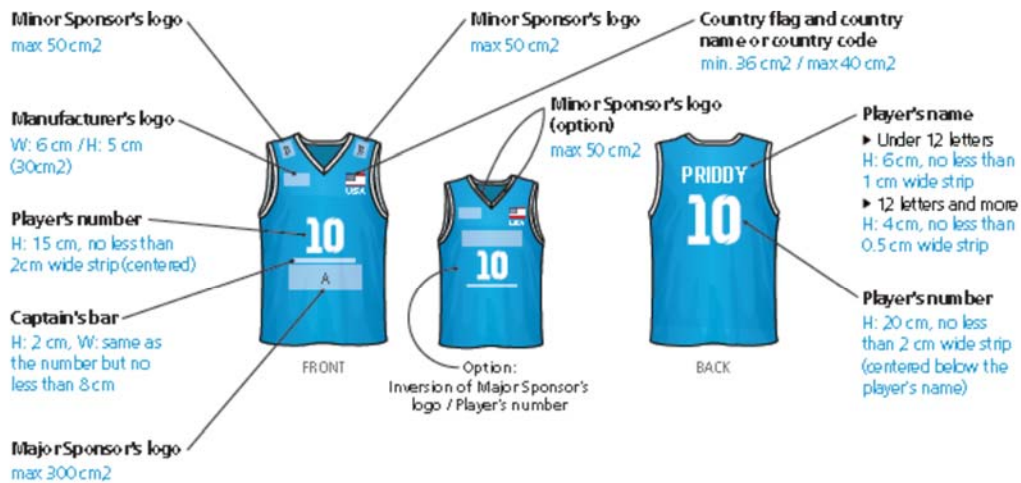 Minor Sponsor's logo
max 50 cm2
Minor Sponsor's logo
max 50 cm2
Country flag and country
name or country code
min. 36 cm2 / max 40 cm2
Manufacturer's logo
W: 6 cm / H: 5 cm
(30cm2)
Minor Sponsor's logo
(option)
max 50 cm2
Player's name
▸ Under 12 letters
H: 6cm, no less than
1 cm wide strip
▸ 12 letters and more
H: 4cm, no less than
0.5 cm wide strip
Player's number
H: 15 cm, no less than
2cm wide strip (centered)
USA
10
A
USA
10
PRIDDY
10
Captain's bar
H: 2 cm, W: same as
the number but no
less than 8 cm
Player's number
H: 20 cm, no less
than 2 cm wide strip
(centered below the
player's name)
FRONT
Option:
Inversion of Major Sponsor's
logo / Player's number
BACK
Major Sponsor's logo
max 300 cm2